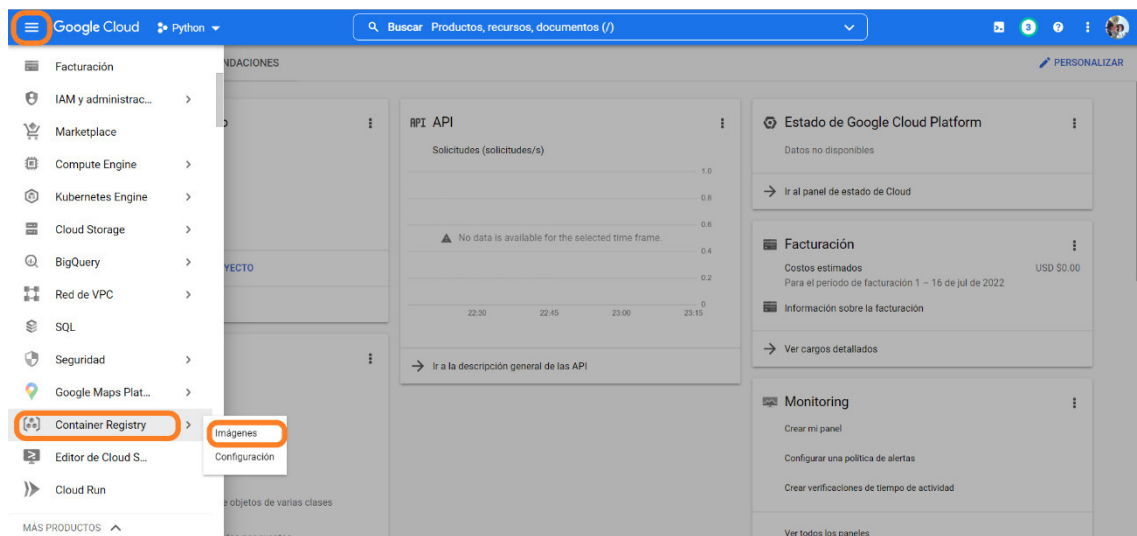 Google Cloud
Python
Buscar Productos, recursos, documentos (/)
3
Facturación
IAM y administrac...
Marketplace
Compute Engine
Kubernetes Engine
Cloud Storage
BigQuery
Red de VPC
SQL
Seguridad
Google Maps Plat...
Container Registry
Editor de Cloud S...
Cloud Run
MÁS PRODUCTOS
Imágenes
Configuración
NDACIONES
PERSONALIZAR
YECTO
e objetos de varias clases
API API
Solicitudes (solicitudes/s)
1.0
0.8
0.6
No data is available for the selected time frame.
0.4
0.2
0
22:30 22:45 23:00 23:15
Ir a la descripción general de las API
Estado de Google Cloud Platform
Datos no disponibles
Ir al panel de estado de Cloud
Facturación
Costos estimados USD $0.00
Para el período de facturación 1 – 16 de jul de 2022
Información sobre la facturación
Ver cargos detallados
Monitoring
Crear mi panel
Configurar una política de alertas
Crear verificaciones de tiempo de actividad
Ver todos los paneles